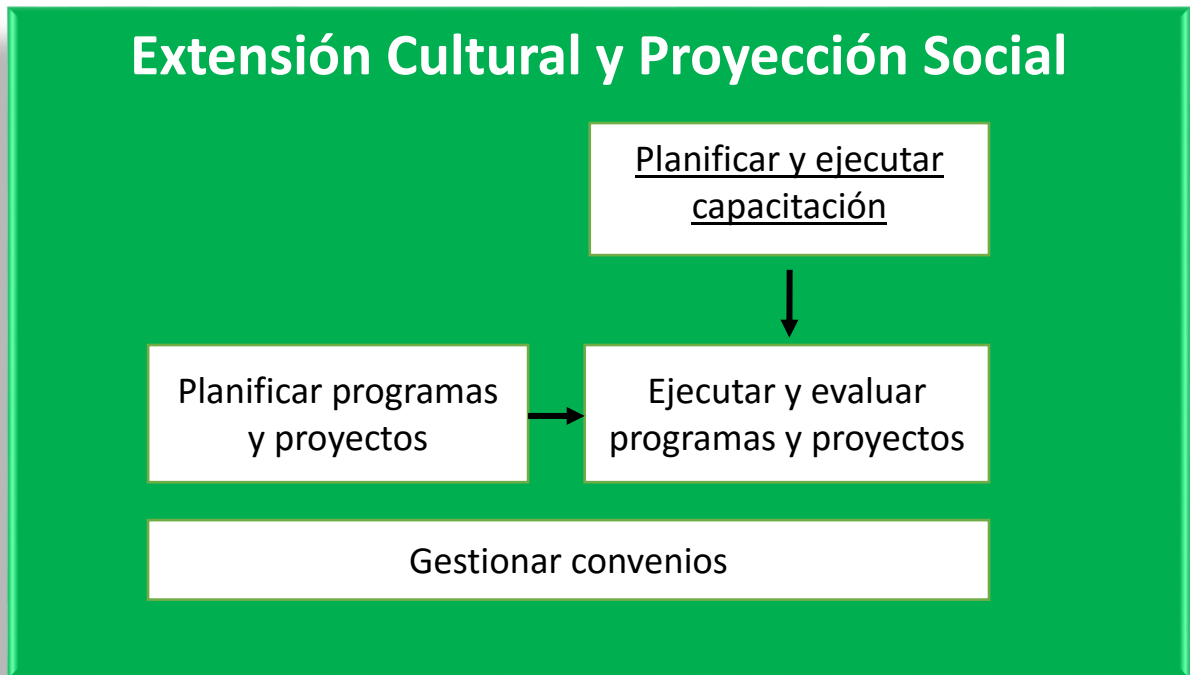 Extensión Cultural y Proyección Social
Planificar y ejecutar
capacitación
Planificar programas
y proyectos
Ejecutar y evaluar
programas y proyectos
Gestionar convenios